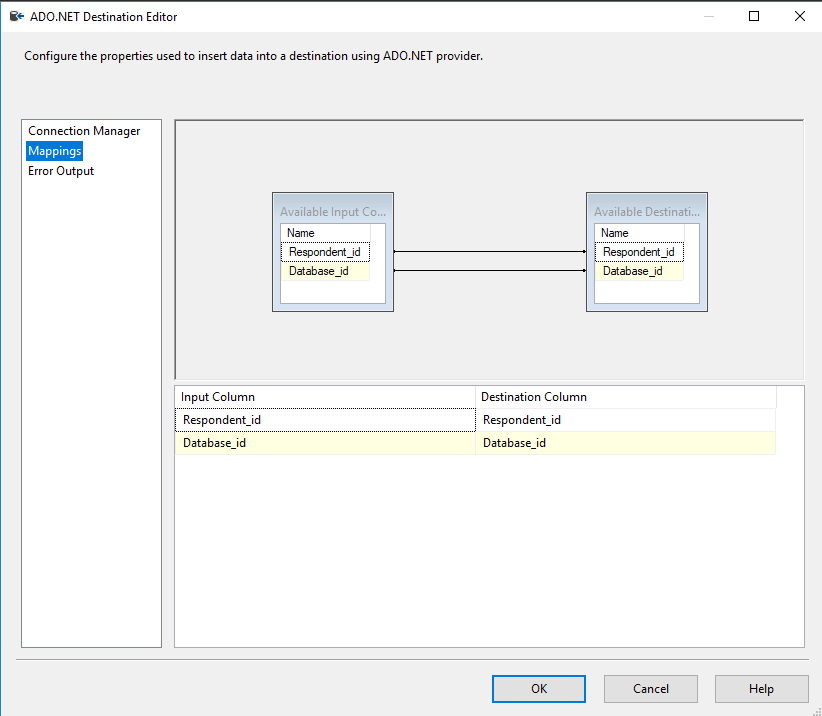 ADO.NET Destination Editor
Configure the properties used to insert data into a destination using ADO.NET provider.
Connection Manager
Mappings
Error Output
Available Input Co...
Name
Respondent_id
Database_id
Available Destinati...
Name
Respondent_id
Database_id
Input Column Destination Column
Respondent_id Respondent_id
Database_id Database_id
OK Cancel Help